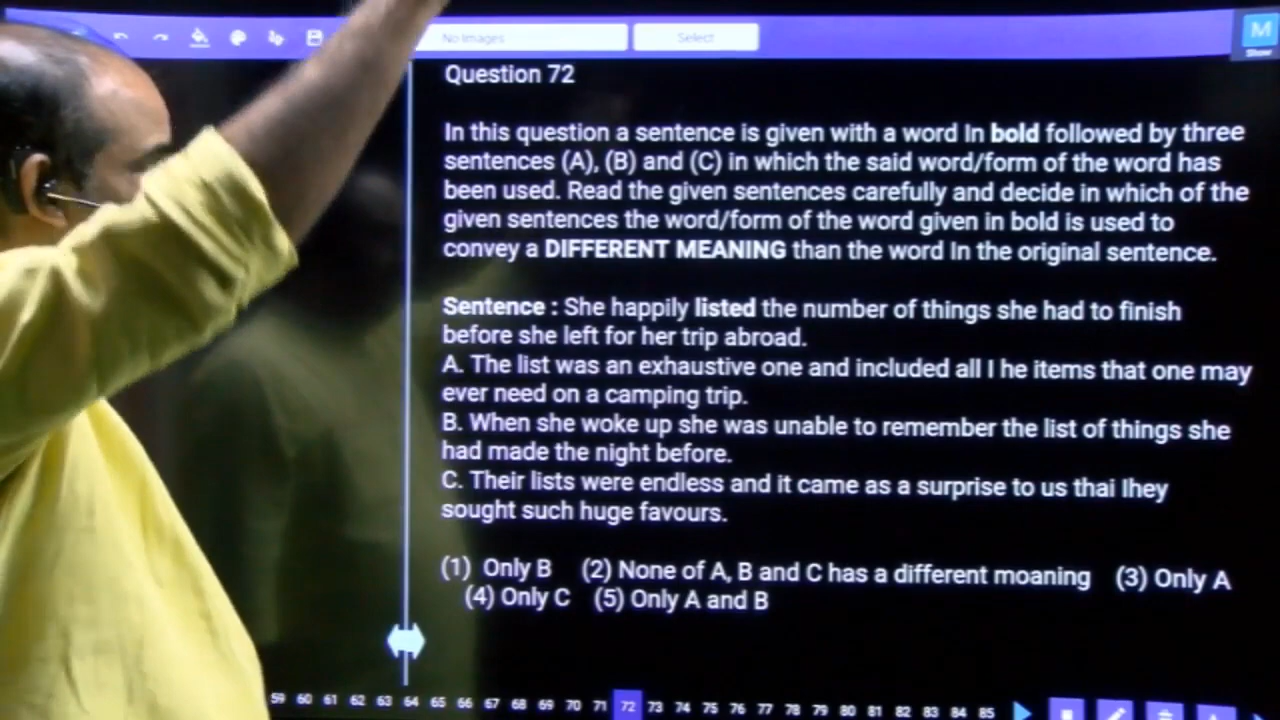 No Images
Select
M
Show
Question 72
In this question a sentence is given with a word In bold followed by three
sentences (A), (B) and (C) in which the said word/form of the word has
been used. Read the given sentences carefully and decide in which of the
given sentences the word/form of the word given in bold is used to
convey a DIFFERENT MEANING than the word In the original sentence.
Sentence : She happily listed the number of things she had to finish
before she left for her trip abroad.
A. The list was an exhaustive one and included all I he items that one may
ever need on a camping trip.
B. When she woke up she was unable to remember the list of things she
had made the night before.
C. Their lists were endless and it came as a surprise to us thai Ihey
sought such huge favours.
(1) Only B (2) None of A, B and C has a different moaning (3) Only A
(4) Only C (5) Only A and B
59 60 61 62 63 64 65 66 67 68 69 70 71 72 73 74 75 76 77 78 79 80 81 82 83 84 85